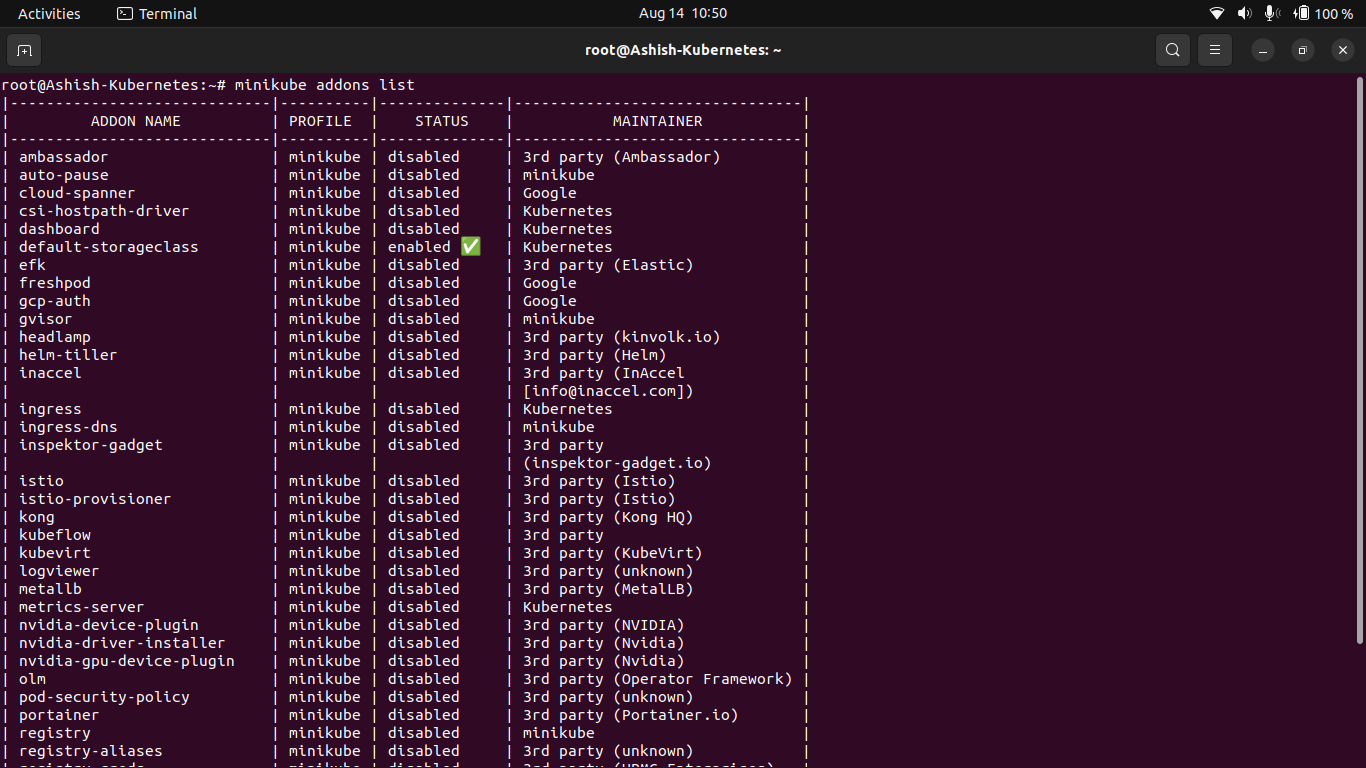 Activities Terminal Aug 14 10:50 100 %
root@Ashish-Kubernetes: ~
root@Ashish-Kubernetes:~# minikube addons list
|-----------------------------|----------|--------------|--------------------------------|
| ADDON NAME | PROFILE | STATUS | MAINTAINER |
|-----------------------------|----------|--------------|--------------------------------|
| ambassador | minikube | disabled | 3rd party (Ambassador) |
| auto-pause | minikube | disabled | minikube |
| cloud-spanner | minikube | disabled | Google |
| csi-hostpath-driver | minikube | disabled | Kubernetes |
| dashboard | minikube | disabled | Kubernetes |
| default-storageclass | minikube | enabled ✅ | Kubernetes |
| efk | minikube | disabled | 3rd party (Elastic) |
| freshpod | minikube | disabled | Google |
| gcp-auth | minikube | disabled | Google |
| gvisor | minikube | disabled | minikube |
| headlamp | minikube | disabled | 3rd party (kinvolk.io) |
| helm-tiller | minikube | disabled | 3rd party (Helm) |
| inaccel | minikube | disabled | 3rd party (InAccel |
| | | | [info@inaccel.com]) |
| ingress | minikube | disabled | Kubernetes |
| ingress-dns | minikube | disabled | minikube |
| inspektor-gadget | minikube | disabled | 3rd party |
| | | | (inspektor-gadget.io) |
| istio | minikube | disabled | 3rd party (Istio) |
| istio-provisioner | minikube | disabled | 3rd party (Istio) |
| kong | minikube | disabled | 3rd party (Kong HQ) |
| kubeflow | minikube | disabled | 3rd party |
| kubevirt | minikube | disabled | 3rd party (KubeVirt) |
| logviewer | minikube | disabled | 3rd party (unknown) |
| metallb | minikube | disabled | 3rd party (MetalLB) |
| metrics-server | minikube | disabled | Kubernetes |
| nvidia-device-plugin | minikube | disabled | 3rd party (NVIDIA) |
| nvidia-driver-installer | minikube | disabled | 3rd party (Nvidia) |
| nvidia-gpu-device-plugin | minikube | disabled | 3rd party (Nvidia) |
| olm | minikube | disabled | 3rd party (Operator Framework) |
| pod-security-policy | minikube | disabled | 3rd party (unknown) |
| portainer | minikube | disabled | 3rd party (Portainer.io) |
| registry | minikube | disabled | minikube |
| registry-aliases | minikube | disabled | 3rd party (unknown) |